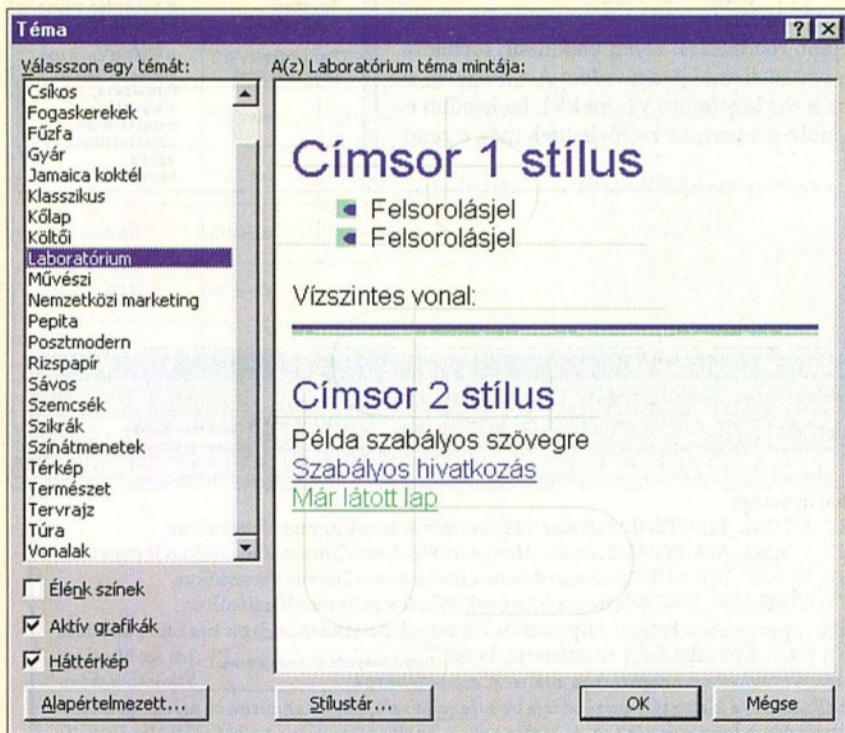 Téma
Válasszon egy témát:
A(z) Laboratórium téma mintája:
Csíkos
Fogaskerekek
Fűzfa
Gyár
Jamaica koktél
Klasszikus
Kőlap
Költői
Laboratórium
Művészi
Nemzetközi marketing
Pepita
Posztmodern
Rizspapír
Sávos
Szemcsék
Szikrák
Színátmenetek
Térkép
Természet
Tervrajz
Túra
Vonalak
Címsor 1 stílus
Felsorolásjel
Felsorolásjel
Vízszintes vonal:
Címsor 2 stílus
Példa szabályos szövegre
Szabályos hivatkozás
Már látott lap
Élénk színek
Aktív grafikák
Háttérkép
Alapértelmezett...
Stílustár...
OK
Mégse